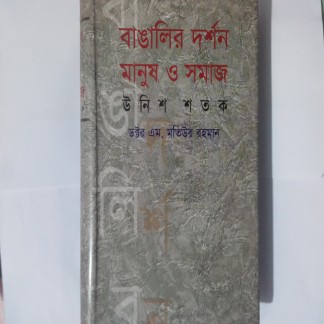 বাঙালির দর্শন
মানুষ ও সমাজ
উনিশ শতক
ডক্টর এম. মতিউর রহমান